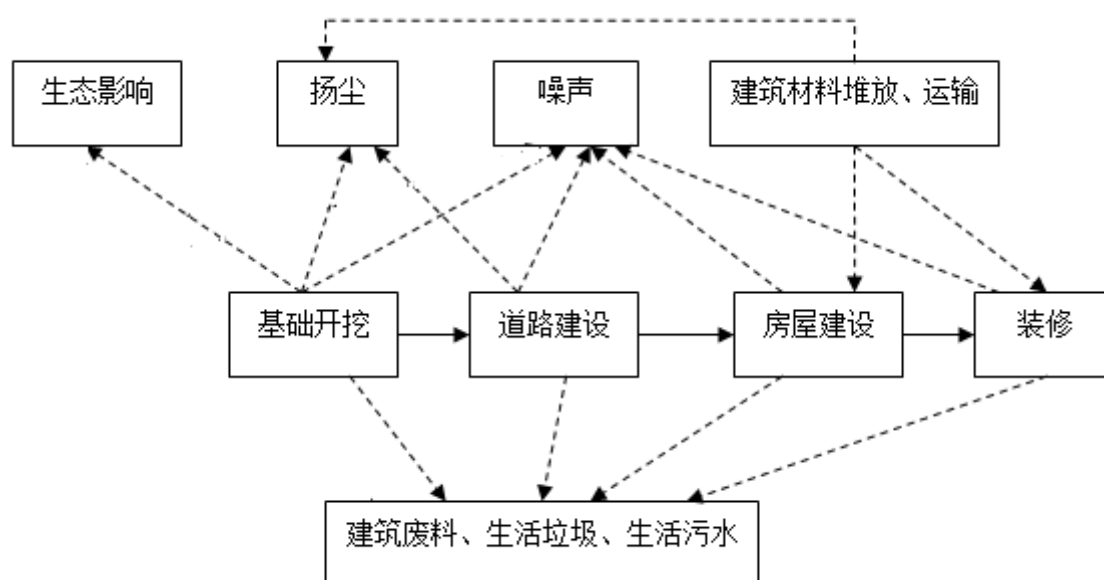 生态影响
扬尘
噪声
建筑材料堆放、运输
基础开挖
道路建设
房屋建设
装修
建筑废料、生活垃圾、生活污水